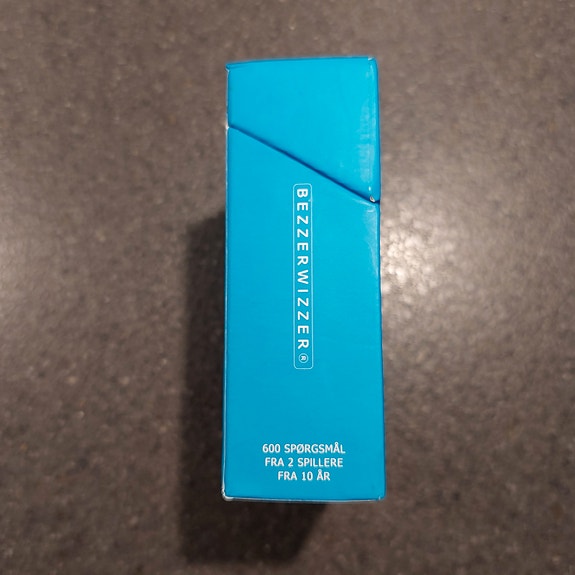 BEZZERWIZZER®
600 SPØRGSMÅL
FRA 2 SPILLERE
FRA 10 ÅR